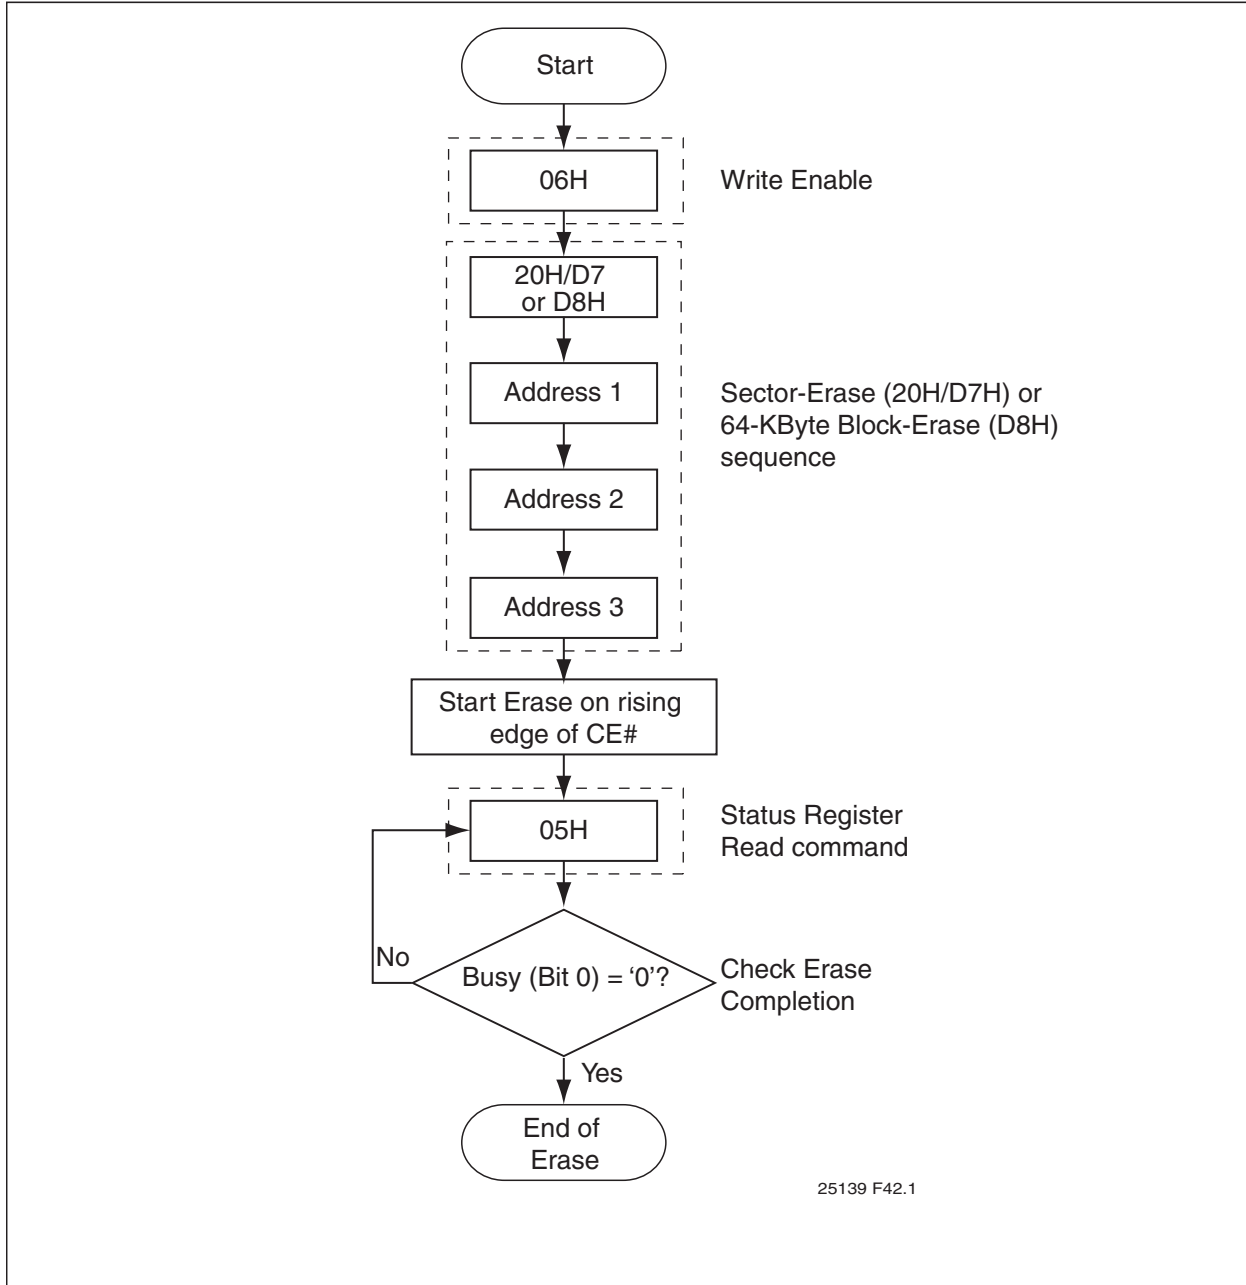 Start
06H
Write Enable
20H/D7
or D8H
Address 1
Sector-Erase (20H/D7H) or
64-KByte Block-Erase (D8H)
sequence
Address 2
Address 3
Start Erase on rising
edge of CE#
05H
Status Register
Read command
No
Busy (Bit 0) = ‘0’?
Check Erase
Completion
Yes
End of
Erase
25139 F42.1